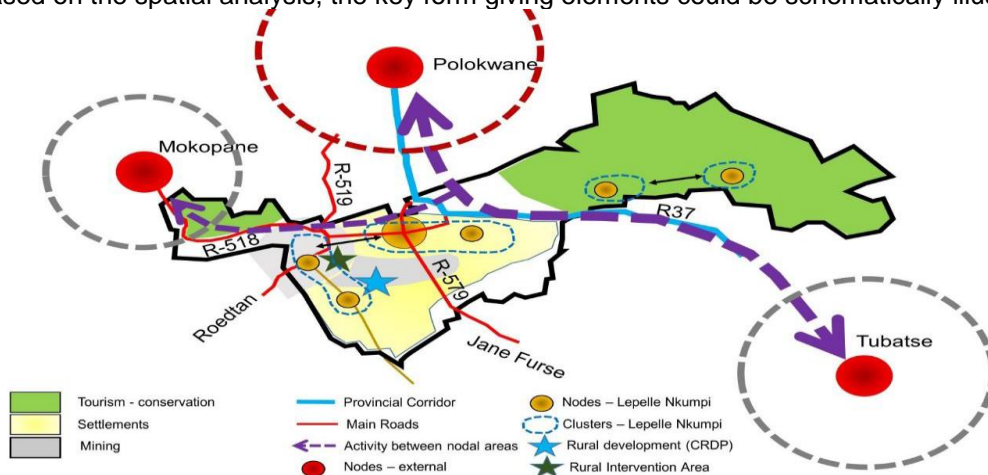 on the spatial analysis, the key form giving elements could be schematically
Polokwane
Mokopane
R-519
R-518
R37
R-579
Roedtan
Jane Furse
Tubatse
Tourism - conservation
Settlements
Mining
Provincial Corridor
Main Roads
Activity between nodal areas
Nodes – external
Nodes – Lepelle Nkumpi
Clusters – Lepelle Nkumpi
Rural development (CRDP)
Rural Intervention Area